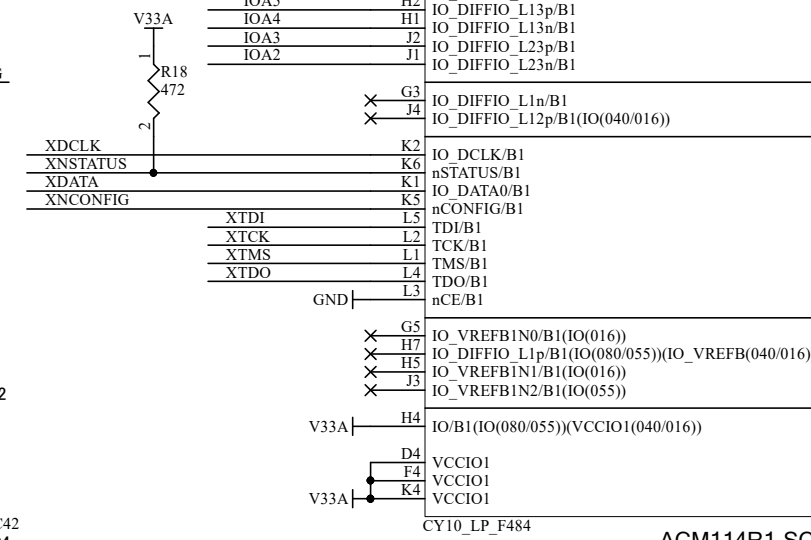 IOA5 H2 IO_DIFFIO_L13p/B1
V33A IOA4 H1 IO_DIFFIO_L13n/B1
IOA3 J2 IO_DIFFIO_L23p/B1
IOA2 J1 IO_DIFFIO_L23n/B1
1
R18
472
2
G3 IO_DIFFIO_L1n/B1
J4 IO_DIFFIO_L12p/B1(IO(040/016))
XDCLK K2 IO_DCLK/B1
XNSTATUS K6 nSTATUS/B1
XDATA K1 IO_DATA0/B1
XNCONFIG K5 nCONFIG/B1
XTDI L5 TDI/B1
XTCK L2 TCK/B1
XTMS L1 TMS/B1
XTDO L4 TDO/B1
GND L3 nCE/B1
G5 IO_VREFB1N0/B1(IO(016))
H7 IO_DIFFIO_L1p/B1(IO(080/055))(IO_VREFB(040/016)
H5 IO_VREFB1N1/B1(IO(016))
J3 IO_VREFB1N2/B1(IO(055))
2
V33A H4 IO/B1(IO(080/055))(VCCIO1(040/016))
D4 VCCIO1
F4 VCCIO1
V33A K4 VCCIO1
C42
CY10_LP_F484